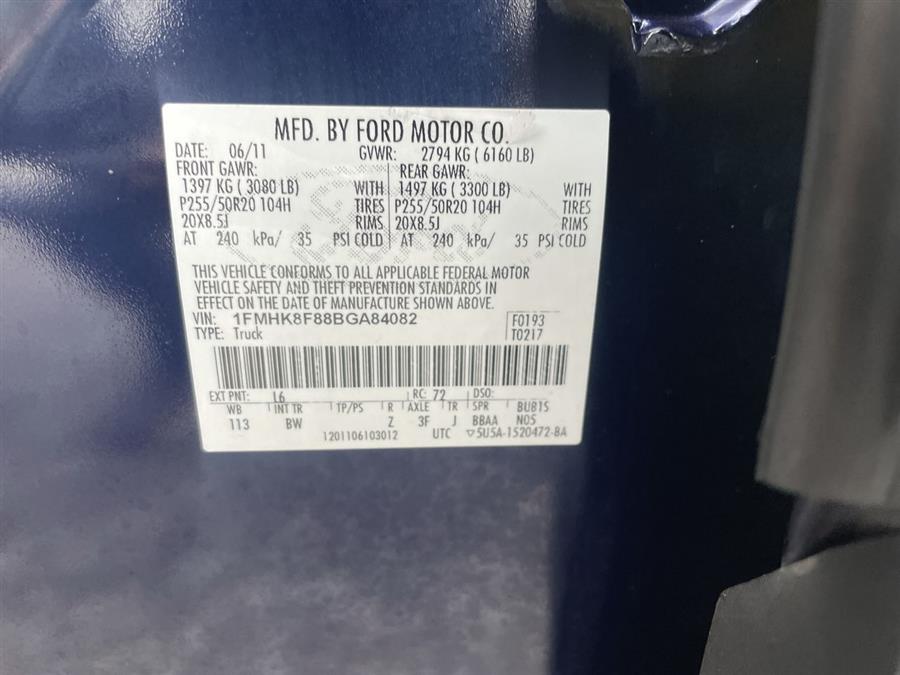 MFD. BY FORD MOTOR CO.
DATE: 06/11 GVWR: 2794 KG ( 6160 LB)
FRONT GAWR: REAR GAWR:
1397 KG ( 3080 LB) WITH 1497 KG ( 3300 LB) WITH
P255/50R20 104H TIRES P255/50R20 104H TIRES
20X8.5J RIMS 20X8.5J RIMS
AT 240 kPa/ 35 PSI COLD AT 240 kPa/ 35 PSI COLD
THIS VEHICLE CONFORMS TO ALL APPLICABLE FEDERAL MOTOR
VEHICLE SAFETY AND THEFT PREVENTION STANDARDS IN
EFFECT ON THE DATE OF MANUFACTURE SHOWN ABOVE.
VIN: 1FMHK8F88BGA84082 F0193
TYPE: Truck T0217
EXT PNT: L6 RC: 72 DSO:
WB INT TR TP/PS R AXLE TR SPR BUB1S
113 BW Z 3F J BBAA N05
1201106103012 UTC ▽5U5A-1520472-BA